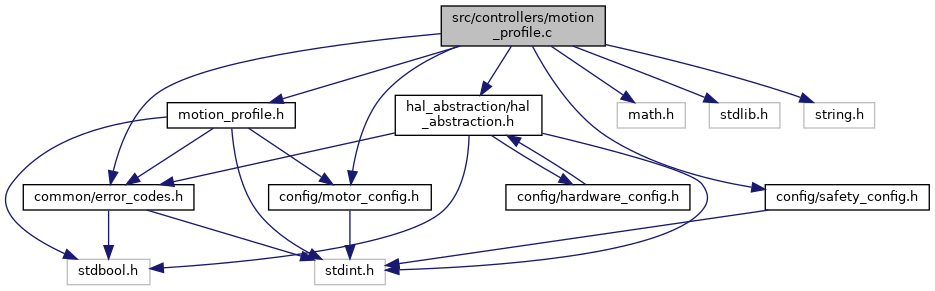 src/controllers/motion
_profile.c
motion_profile.h
hal_abstraction/hal
_abstraction.h
math.h
stdlib.h
string.h
common/error_codes.h
config/motor_config.h
config/hardware_config.h
config/safety_config.h
stdbool.h
stdint.h